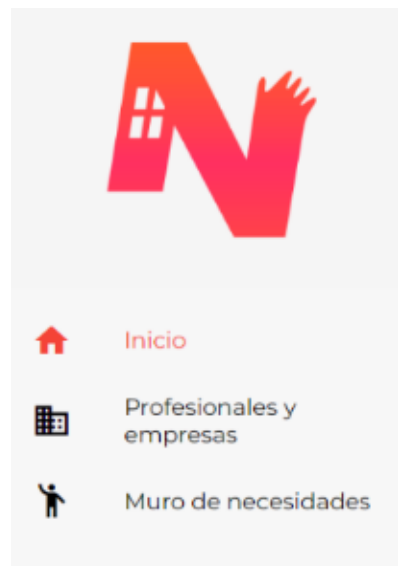 N
Inicio
Profesionales y
empresas
Muro de necesidades